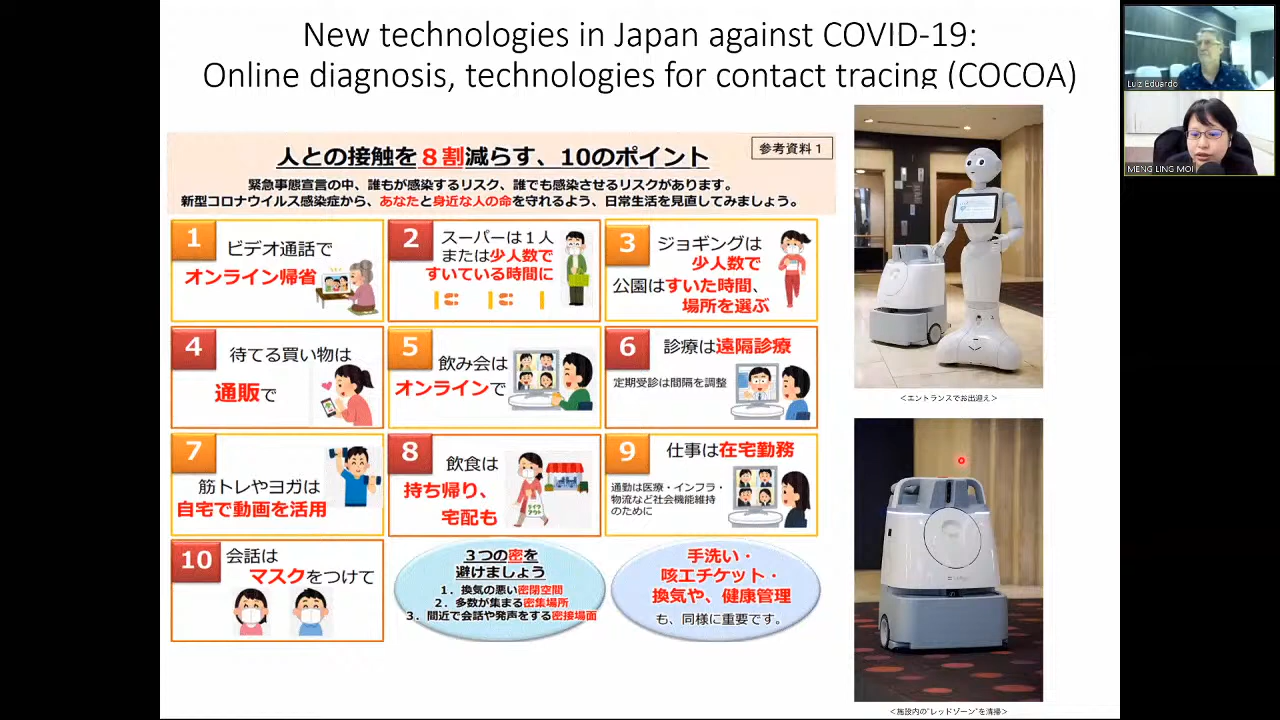 New technologies in Japan against COVID-19:
Online diagnosis, technologies for contact tracing (COCOA)
参考資料１
人との接触を８割減らす、10のポイント
緊急事態宣言の中、誰もが感染するリスク、誰でも感染させるリスクがあります。
新型コロナウイルス感染症から、あなたと身近な人の命を守れるよう、日常生活を見直してみましょう。
1
ビデオ通話で
オンライン帰省
2
スーパーは１人
または少人数で
すいている時間に
3
ジョギングは
少人数で
公園はすいた時間、
場所を選ぶ
4
待てる買い物は
通販で
5
飲み会は
オンラインで
6
診療は遠隔診療
定期受診は間隔を調整
7
筋トレやヨガは
自宅で動画を活用
8
飲食は
持ち帰り、
宅配も
9
仕事は在宅勤務
通勤は医療・インフラ・
物流など社会機能維持
のために
10
会話は
マスクをつけて
３つの密を
避けましょう
１．換気の悪い密閉空間
２．多数が集まる密集場所
３．間近で会話や発声をする密接場面
手洗い・
咳エチケット・
換気や、健康管理
も、同様に重要です。
＜エントランスでお出迎え＞
＜施設内の"レッドゾーン"を清掃＞
Luiz Eduardo
MENG LING MOI